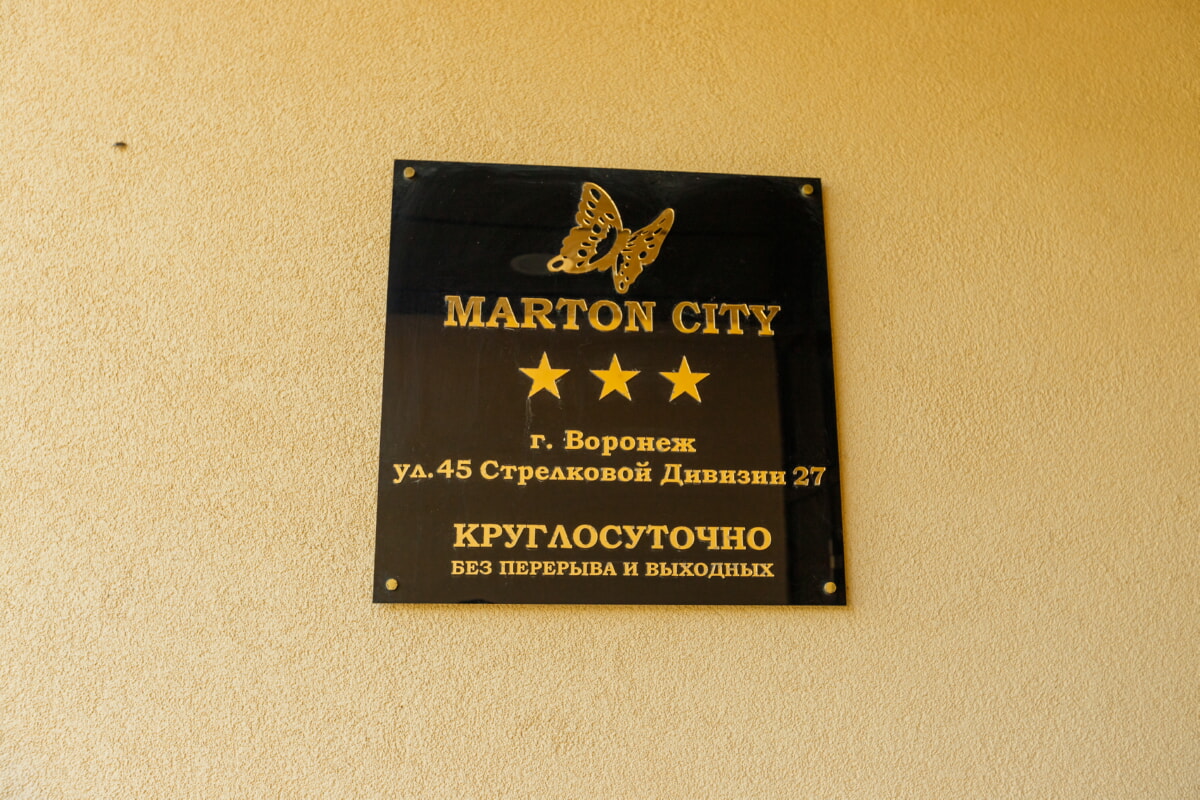 MARTON CITY
г. Воронеж
ул.45 Стрелковой Дивизии 27
КРУГЛОСУТОЧНО
БЕЗ ПЕРЕРЫВА И ВЫХОДНЫХ